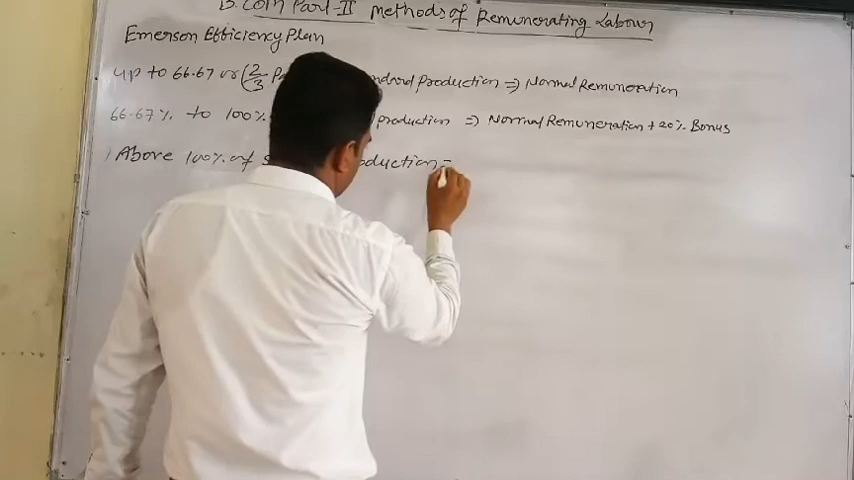 B. Com Part-II methods of Remunerating Labour
Emerson Efficiency Plan
up to 66.67 or (2/3 Production => Normal Remuneration
66.67% to 100% production => Normal Remuneration + 20% Bonus
Above 100% of oduction =